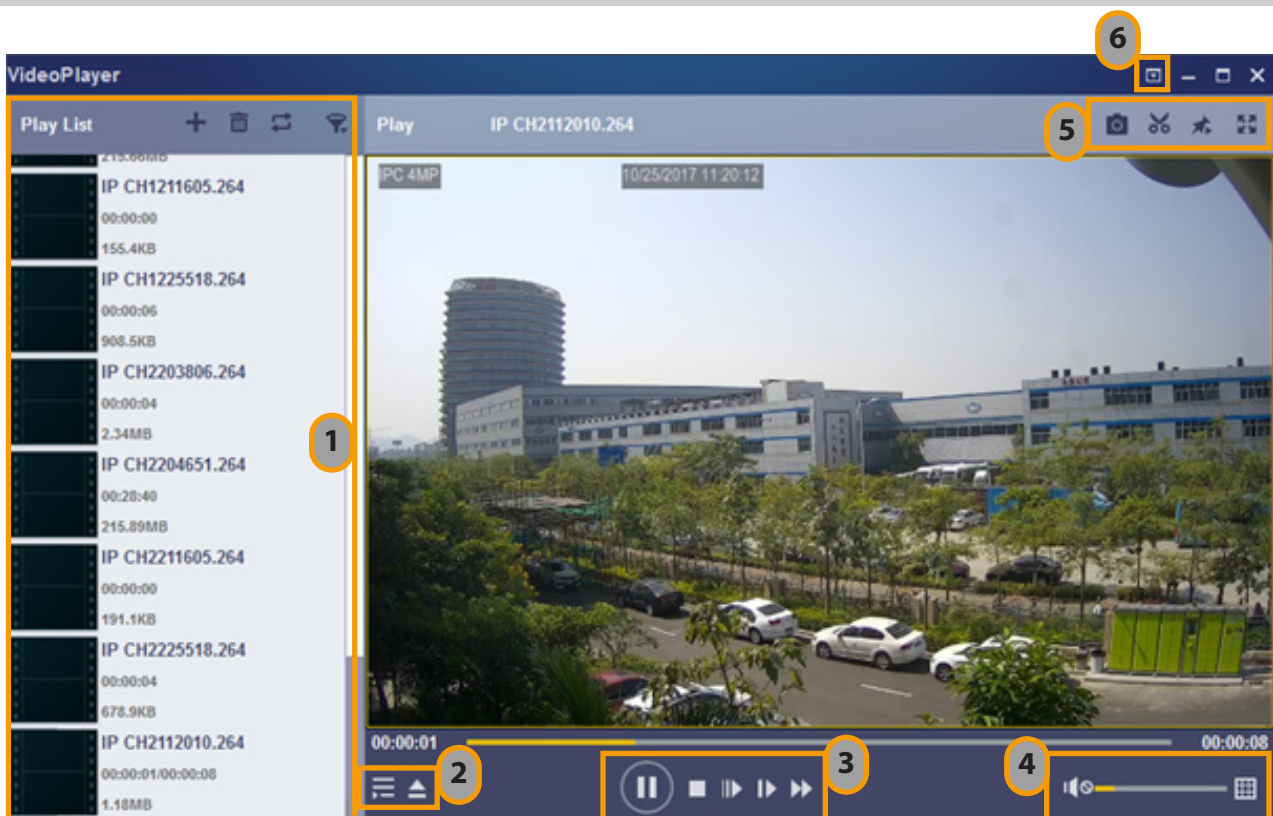 6
VideoPlayer
Play List
Play
IP CH2112010.264
5
215.66MB
IP CH1211605.264
00:00:00
155.4KB
IP CH1225518.264
00:00:06
908.5KB
IP CH2203806.264
00:00:04
2.34MB
IP CH2204651.264
00:28:40
215.89MB
IP CH2211605.264
00:00:00
191.1KB
IP CH2225518.264
00:00:04
678.9KB
IP CH2112010.264
00:00:01/00:00:08
1.18MB
1
IPC 4MP
10/25/2017 11:20:12
00:00:01
00:00:08
2
3
4